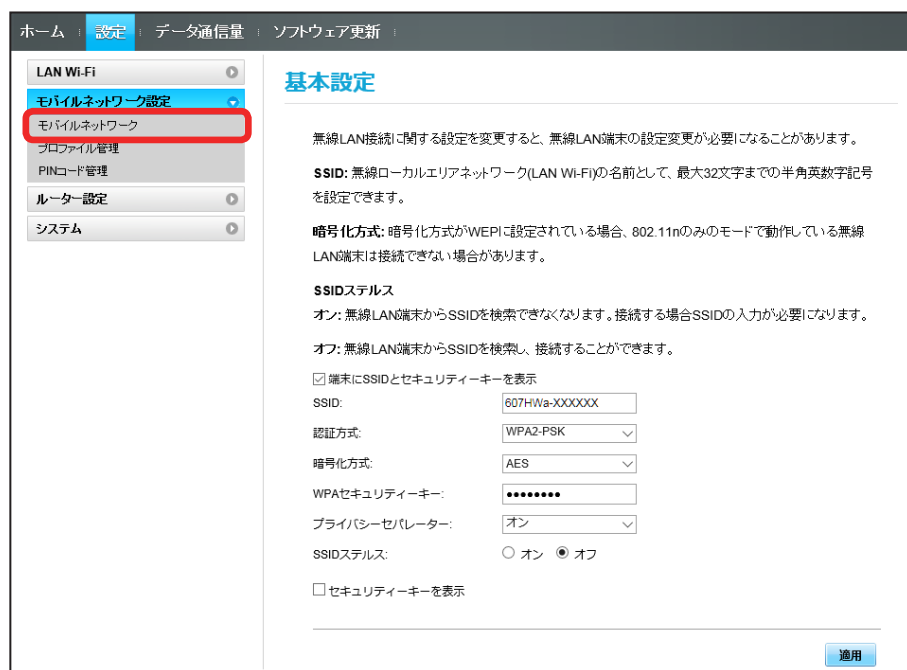 ホーム 設定 データ通信量 ソフトウェア更新
LAN Wi-Fi
モバイルネットワーク設定
モバイルネットワーク
プロファイル管理
PINコード管理
ルーター設定
システム
基本設定
無線LAN接続に関する設定を変更すると、無線LAN端末の設定変更が必要になることがあります。
SSID: 無線ローカルエリアネットワーク(LAN Wi-Fi)の名前として、最大32文字までの半角英数字記号
を設定できます。
暗号化方式: 暗号化方式がWEPに設定されている場合、802.11nのみのモードで動作している無線
LAN端末は接続できない場合があります。
SSIDステルス
オン: 無線LAN端末からSSIDを検索できなくなります。接続する場合SSIDの入力が必要になります。
オフ: 無線LAN端末からSSIDを検索し、接続することができます。
端末にSSIDとセキュリティーキーを表示
SSID: 607HWa-XXXXXX
認証方式: WPA2-PSK
暗号化方式: AES
WPAセキュリティーキー: ••••••••
プライバシーセパレーター: オン
SSIDステルス: オン オフ
セキュリティーキーを表示
適用